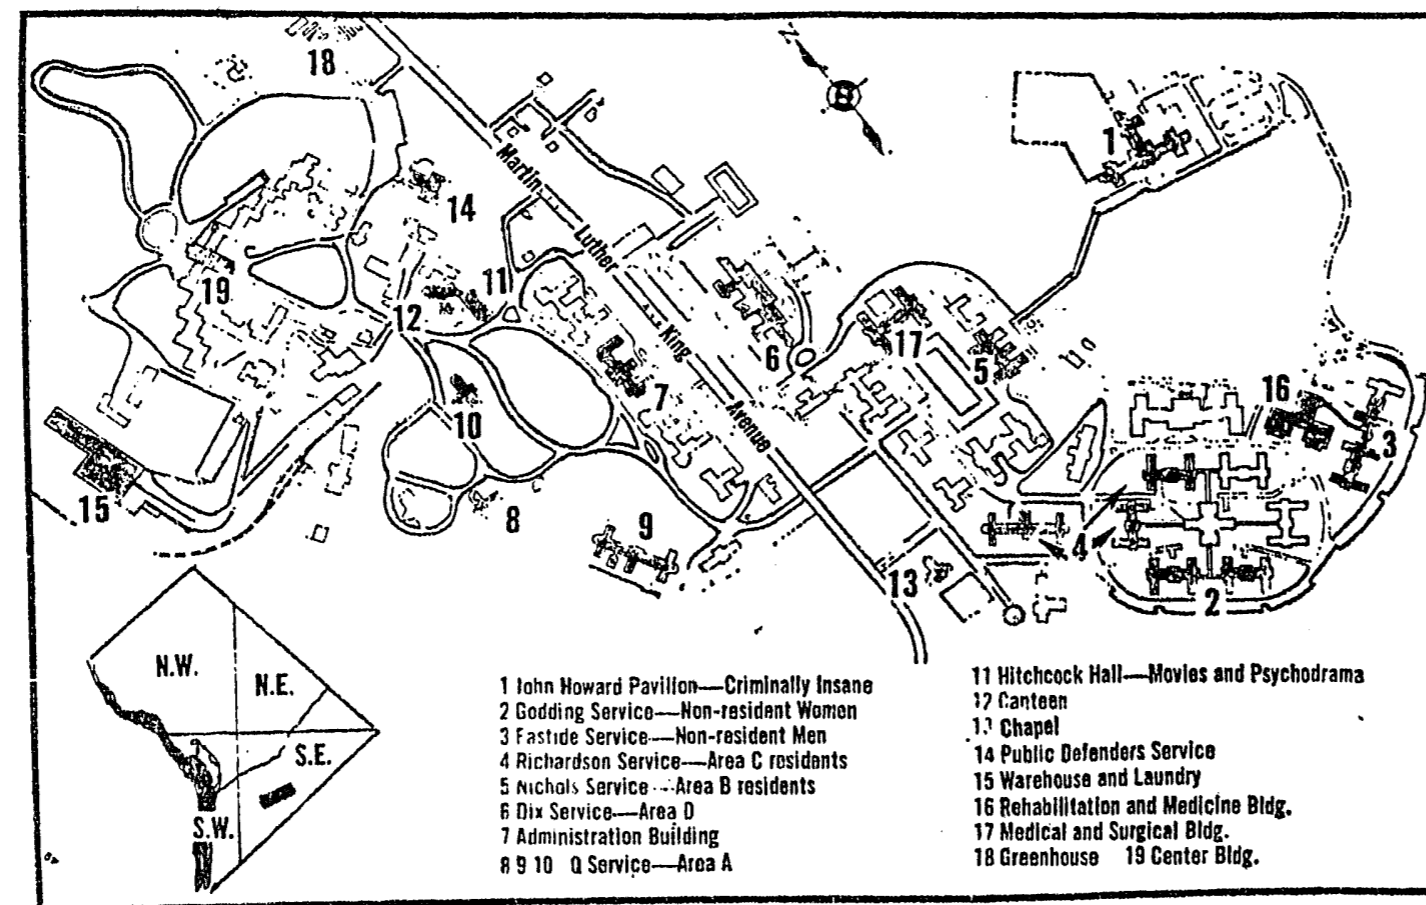 18
N
1
14
Martin Luther King Avenue
11
19
12
6
17
5
7
10
16
3
15
8
9
4
13
2
N.W.
N.E.
S.E.
S.W.
1 John Howard Pavilion—Criminally Insane
2 Godding Service—Non-resident Women
3 Eastide Service—Non-resident Men
4 Richardson Service—Area C residents
5 Nichols Service—Area B residents
6 Dix Service—Area D
7 Administration Building
8 9 10 O Service—Area A
11 Hitchcock Hall—Movies and Psychodrama
12 Canteen
13 Chapel
14 Public Defenders Service
15 Warehouse and Laundry
16 Rehabilitation and Medicine Bldg.
17 Medical and Surgical Bldg.
18 Greenhouse 19 Center Bldg.